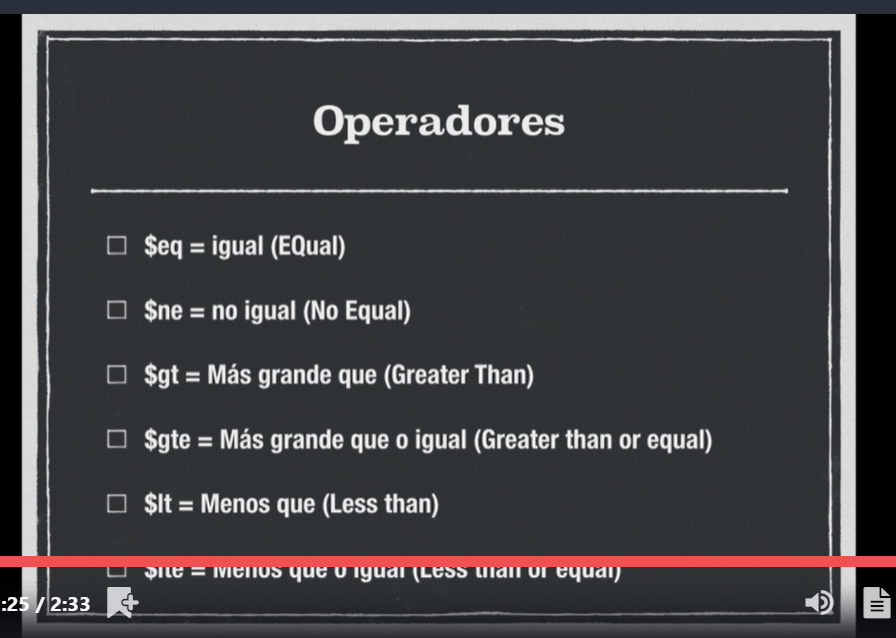 Operadores
$eq = igual (EQual)
$ne = no igual (No Equal)
$gt = Más grande que (Greater Than)
$gte = Más grande que o igual (Greater than or equal)
$lt = Menos que (Less than)
$lte = Menos que o igual (Less than or equal)
:25 / 2:33